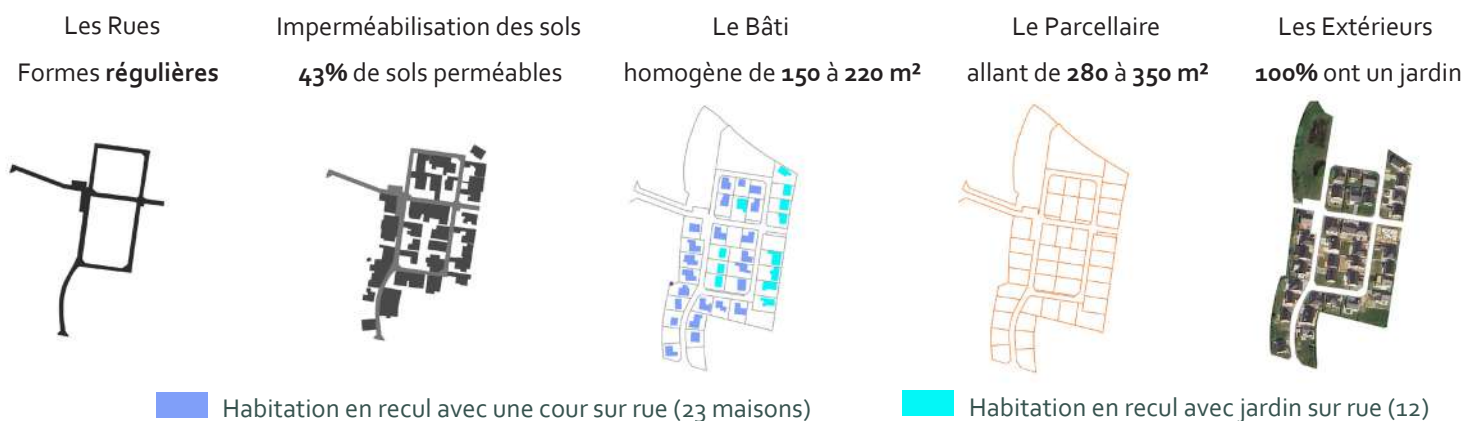 Les Rues
Formes régulières
Imperméabilisation des sols
43% de sols perméables
Le Bâti
homogène de 150 à 220 m²
Le Parcellaire
allant de 280 à 350 m²
Les Extérieurs
100% ont un jardin
Habitation en recul avec une cour sur rue (23 maisons)
Habitation en recul avec jardin sur rue (12)